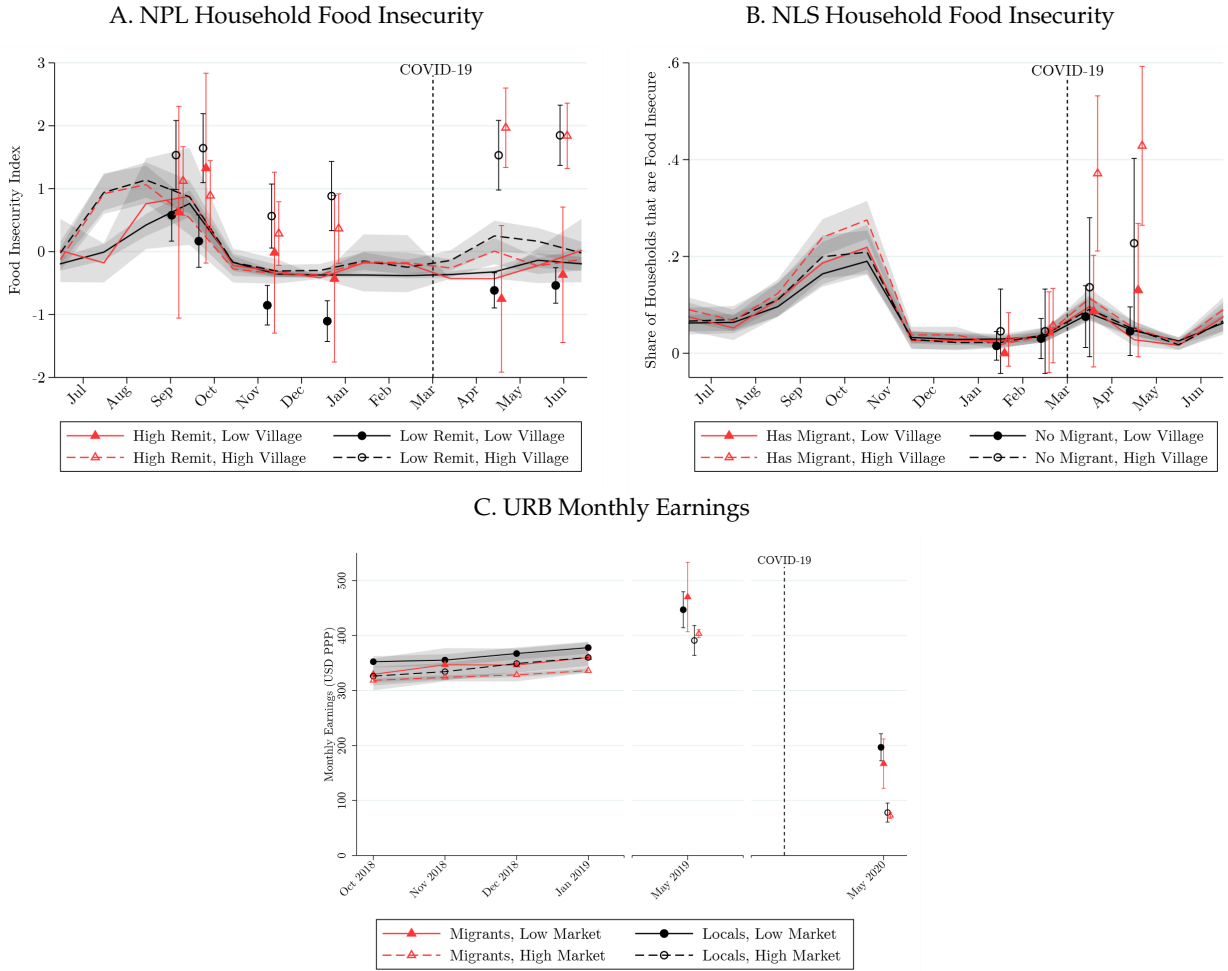 A. NPL Household Food Insecurity
COVID-19
Food Insecurity Index
3
2
1
0
-1
-2
Jul Aug Sep Oct Nov Dec Jan Feb Mar Apr May Jun
High Remit, Low Village Low Remit, Low Village
High Remit, High Village Low Remit, High Village
B. NLS Household Food Insecurity
COVID-19
Share of Households that are Food Insecure
.6
.4
.2
0
Jul Aug Sep Oct Nov Dec Jan Feb Mar Apr May Jun
Has Migrant, Low Village No Migrant, Low Village
Has Migrant, High Village No Migrant, High Village
C. URB Monthly Earnings
COVID-19
Monthly Earnings (USD PPP)
500
400
300
200
100
0
Oct 2018 Nov 2018 Dec 2018 Jan 2019 May 2019 May 2020
Migrants, Low Market Locals, Low Market
Migrants, High Market Locals, High Market